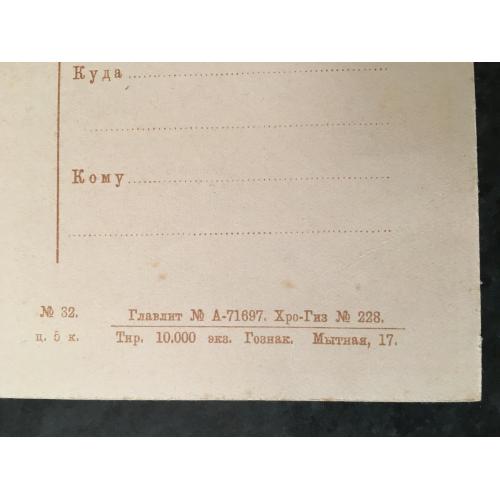 Куда
Кому
№ 32. Главлит № А-71697. Хро-Гиз № 228.
ц. 5 к. Тир. 10.000 экз. Гознак. Мытная, 17.